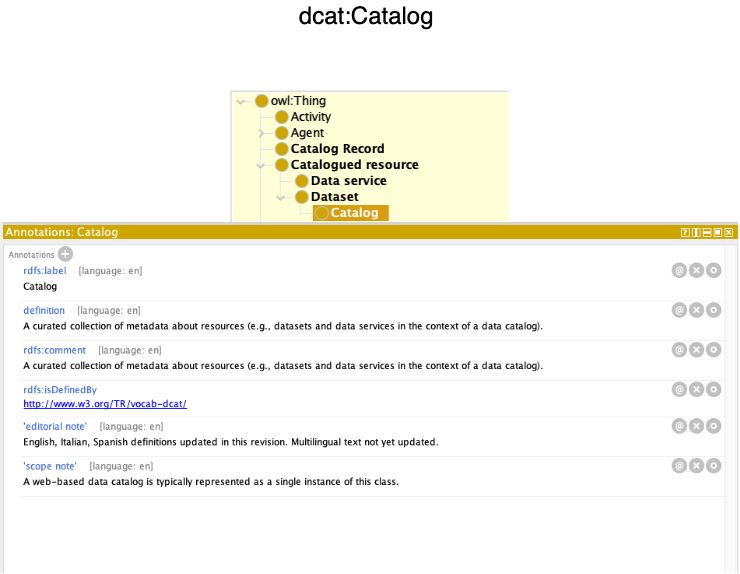 dcat:Catalog
owl:Thing
Activity
Agent
Catalog Record
Catalogued resource
Data service
Dataset
Catalog
Annotations: Catalog
Annotations
rdfs:label [language: en]
Catalog
definition [language: en]
A curated collection of metadata about resources (e.g., datasets and data services in the context of a data catalog).
rdfs:comment [language: en]
A curated collection of metadata about resources (e.g., datasets and data services in the context of a data catalog).
rdfs:isDefinedBy
http://www.w3.org/TR/vocab-dcat/
'editorial note' [language: en]
English, Italian, Spanish definitions updated in this revision. Multilingual text not yet updated.
'scope note' [language: en]
A web-based data catalog is typically represented as a single instance of this class.